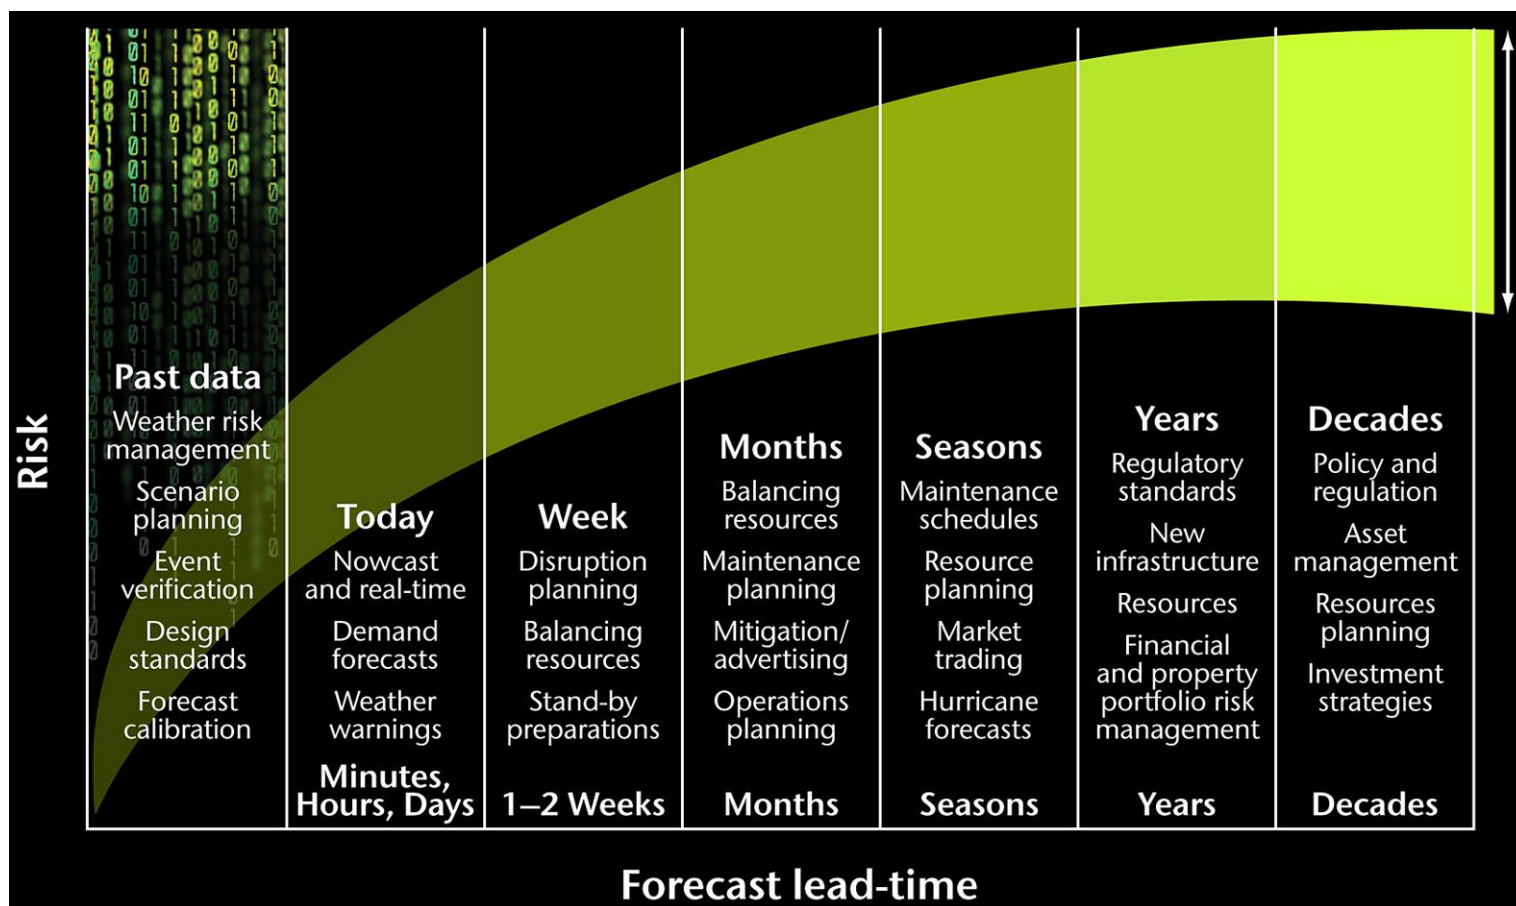 Risk
Past data
Weather risk
management
Scenario
planning
Event
verification
Design
standards
Forecast
calibration
Today
Nowcast
and real-time
Demand
forecasts
Weather
warnings
Minutes,
Hours, Days
Week
Disruption
planning
Balancing
resources
Stand-by
preparations
1–2 Weeks
Months
Balancing
resources
Maintenance
planning
Mitigation/
advertising
Operations
planning
Months
Seasons
Maintenance
schedules
Resource
planning
Market
trading
Hurricane
forecasts
Seasons
Years
Regulatory
standards
New
infrastructure
Resources
Financial
and property
portfolio risk
management
Years
Decades
Policy and
regulation
Asset
management
Resources
planning
Investment
strategies
Decades
Forecast lead-time